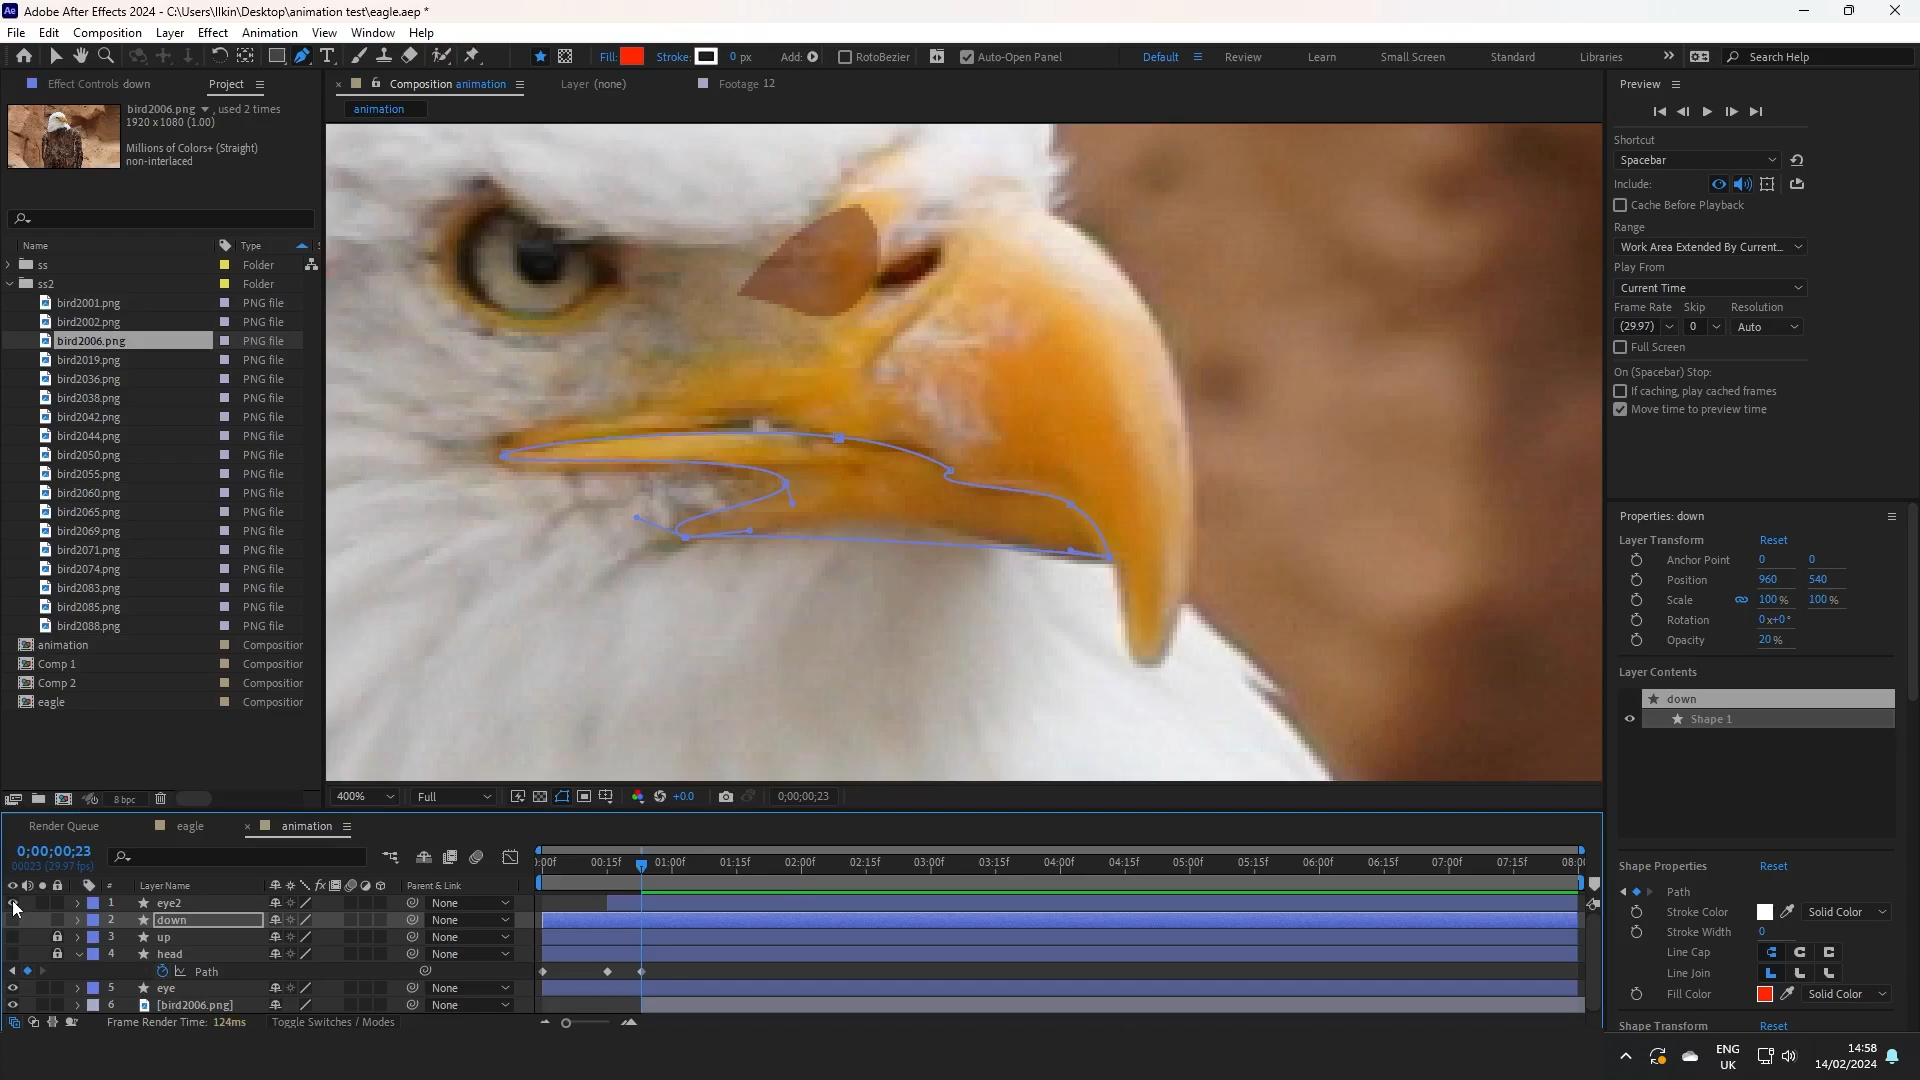 Adobe After Effects 2024 - C:\Users\Ilkin\Desktop\animation test\eagle.aep *
File Edit Composition Layer Effect Animation View Window Help
Fill: Stroke: 0 px Add: RotoBezier Auto-Open Panel Default Review Learn Small Screen Standard Libraries Search Help
Effect Controls down Project Composition animation Layer (none) Footage 12 Preview
bird2006.png , used 2 times
1920 x 1080 (1.00)
Millions of Colors+ (Straight)
non-interlaced
animation
Shortcut
Spacebar
Include:
Cache Before Playback
Range
Work Area Extended By Current...
Play From
Current Time
Frame Rate Skip Resolution
(29.97) 0 Auto
Full Screen
On (Spacebar) Stop:
If caching, play cached frames
Move time to preview time
Name Type
ss Folder
ss2 Folder
bird2001.png PNG file
bird2002.png PNG file
bird2006.png PNG file
bird2019.png PNG file
bird2036.png PNG file
bird2038.png PNG file
bird2042.png PNG file
bird2044.png PNG file
bird2050.png PNG file
bird2055.png PNG file
bird2060.png PNG file
bird2065.png PNG file
bird2069.png PNG file
bird2071.png PNG file
bird2074.png PNG file
bird2083.png PNG file
bird2085.png PNG file
bird2088.png PNG file
animation Composition
Comp 1 Composition
Comp 2 Composition
eagle Composition
8 bpc
400% Full +0.0 0;00;00;23
Properties: down
Layer Transform Reset
Anchor Point 0 0
Position 960 540
Scale 100 % 100 %
Rotation 0x+0°
Opacity 20 %
Layer Contents
down
Shape 1
Shape Properties Reset
Path
Stroke Color Solid Color
Stroke Width 0
Line Cap
Line Join
Fill Color Solid Color
Shape Transform Reset
Render Queue eagle animation
0;00;00;23
00023 (29.97 fps)
:00f 00:15f 01:00f 01:15f 02:00f 02:15f 03:00f 03:15f 04:00f 04:15f 05:00f 05:15f 06:00f 06:15f 07:00f 07:15f 08:00
# Layer Name fx Parent & Link
1 eye2 None
2 down None
3 up None
4 head None
Path
5 eye None
6 [bird2006.png] None
Frame Render Time: 124ms Toggle Switches / Modes
ENG
UK
14:58
14/02/2024